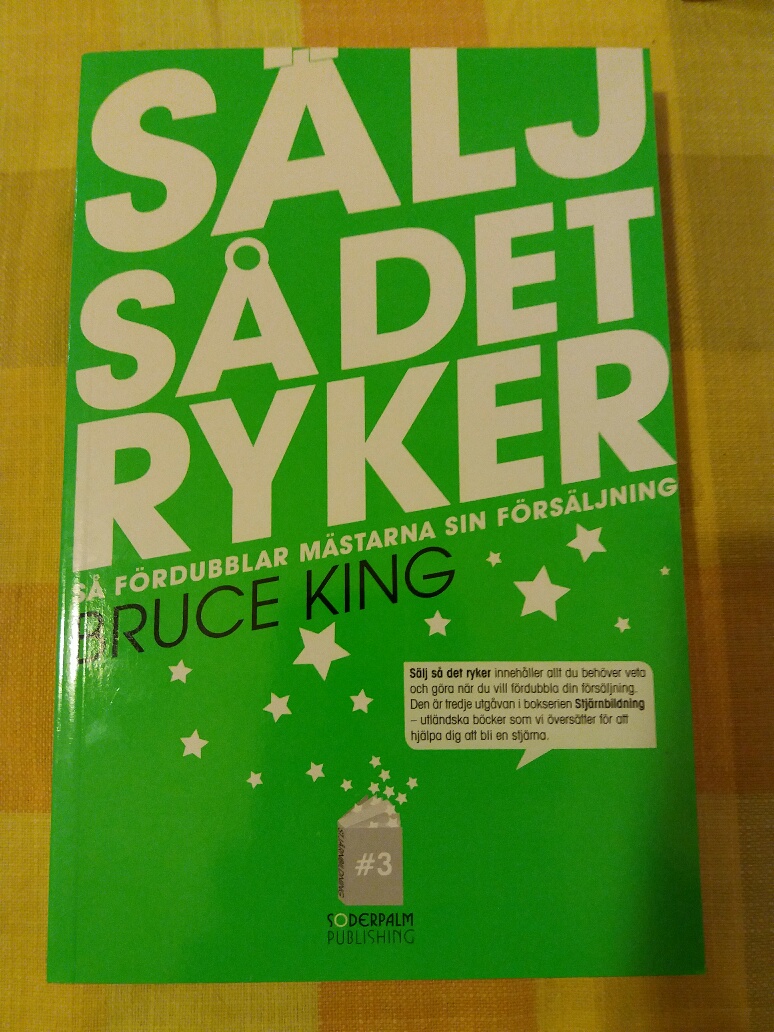 SÄLJ
SÅ DET
RYKER
SÅ FÖRDUBBLAR MÄSTARNA SIN FÖRSÄLJNING
BRUCE KING
Sälj så det ryker innehåller allt du behöver veta
och göra när du vill fördubbla din försäljning.
Den är tredje utgåvan i bokserien Stjärnbildning
– utländska böcker som vi översätter för att
hjälpa dig att bli en stjärna.
#3
STJÄRNBILDNING
SÖDERPALM
PUBLISHING